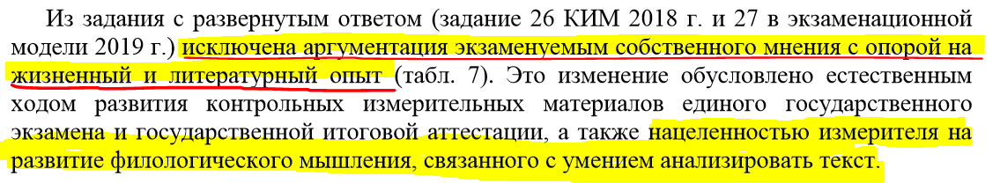 Из задания с развернутым ответом (задание 26 КИМ 2018 г. и 27 в экзаменационной
модели 2019 г.) исключена аргументация экзаменуемым собственного мнения с опорой на
жизненный и литературный опыт (табл. 7). Это изменение обусловлено естественным
ходом развития контрольных измерительных материалов единого государственного
экзамена и государственной итоговой аттестации, а также нацеленностью измерителя на
развитие филологического мышления, связанного с умением анализировать текст.